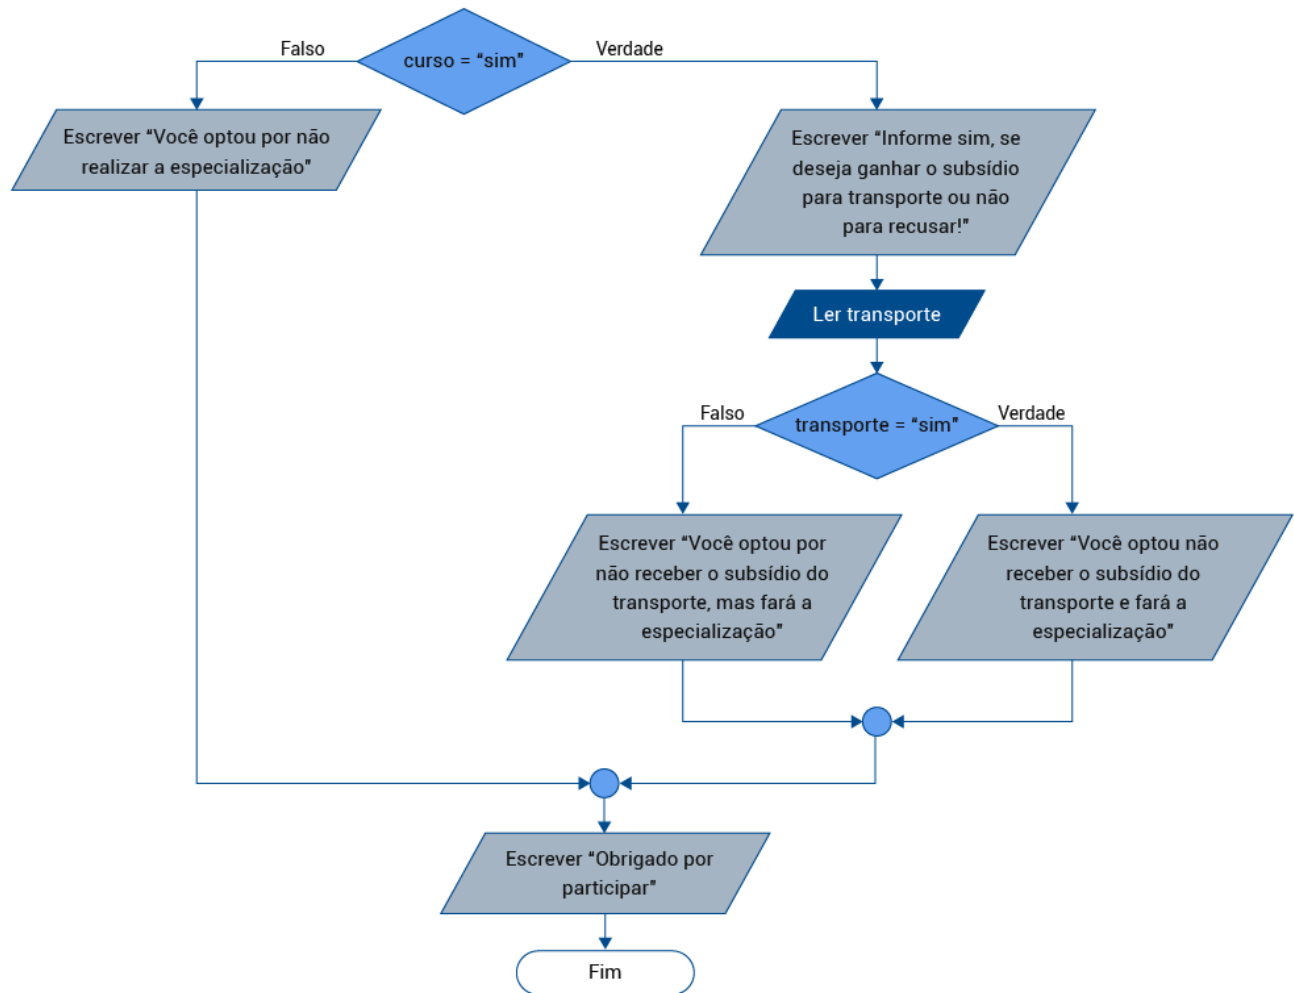 curso = “sim”
Falso
Verdade
Escrever “Você optou por não
realizar a especialização”
Escrever “Informe sim, se
deseja ganhar o subsídio
para transporte ou não
para recusar!”
Ler transporte
transporte = “sim”
Falso
Verdade
Escrever “Você optou por
não receber o subsídio do
transporte, mas fará a
especialização”
Escrever “Você optou não
receber o subsídio do
transporte e fará a
especialização”
Escrever “Obrigado por
participar”
Fim